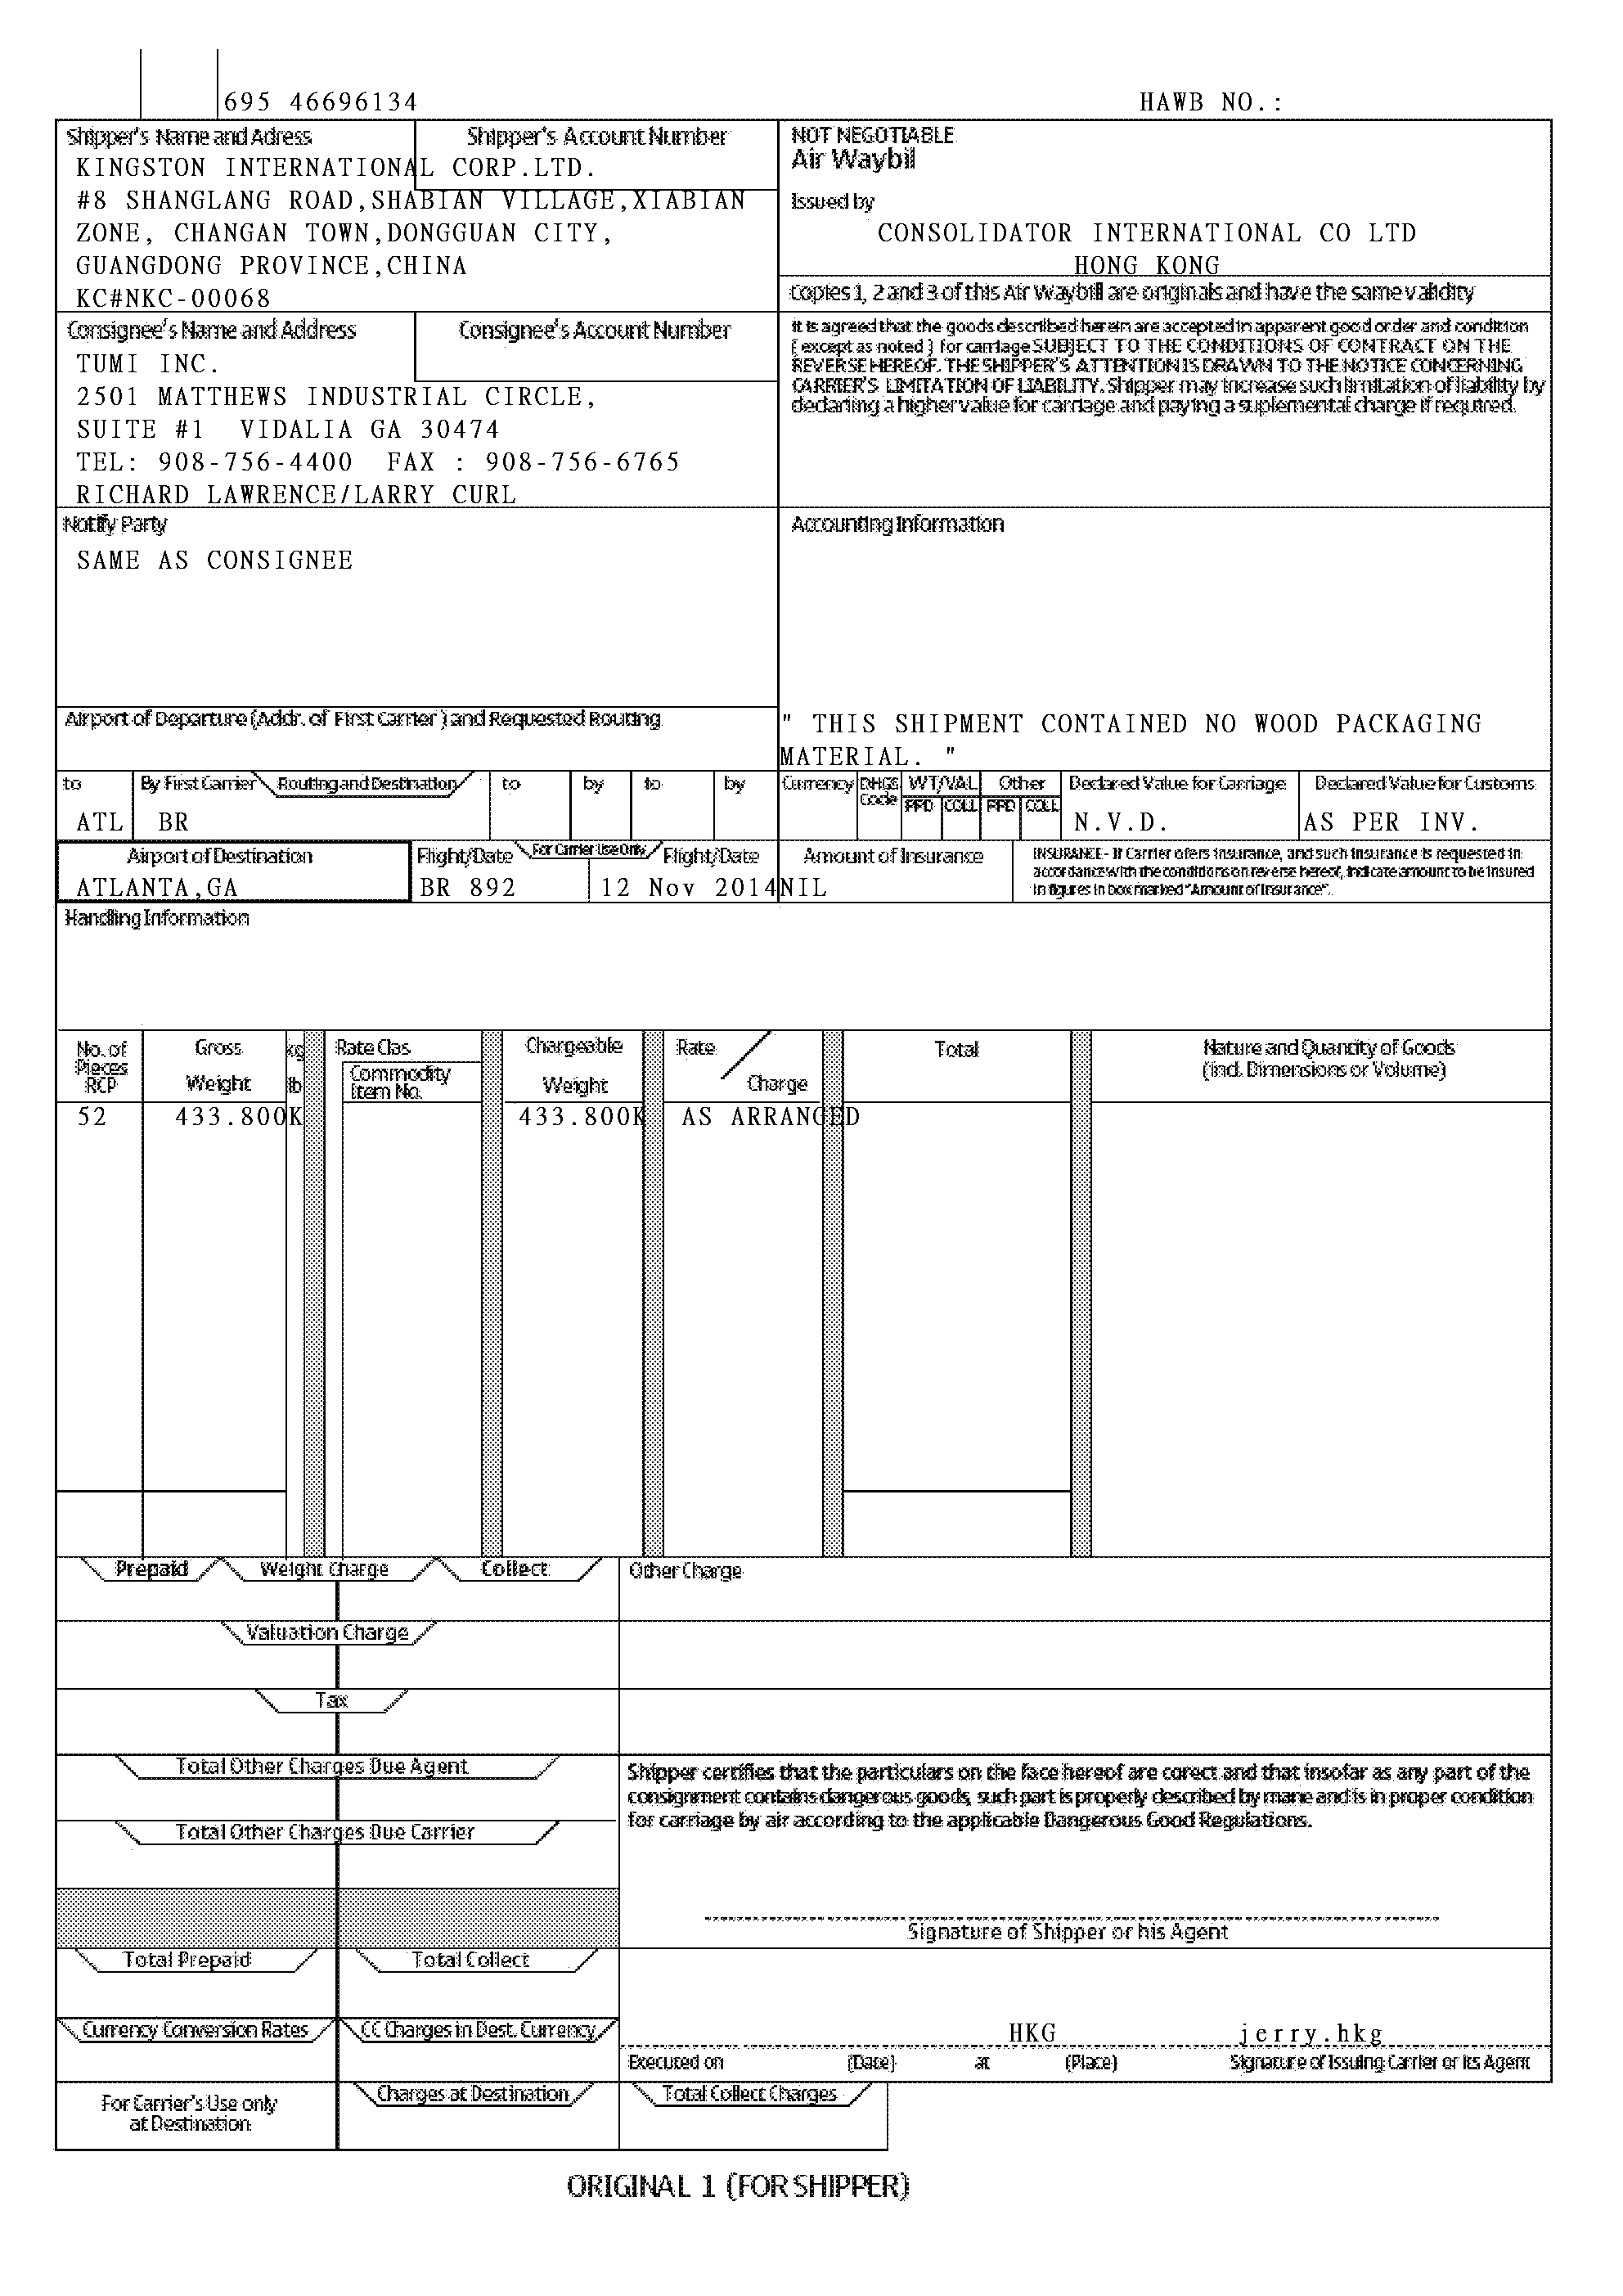 695 46696134 HAWB NO.:
Shipper's Name and Adress Shipper's Account Number
KINGSTON INTERNATIONAL CORP.LTD.
#8 SHANGLANG ROAD,SHABIAN VILLAGE,XIABIAN
ZONE, CHANGAN TOWN,DONGGUAN CITY,
GUANGDONG PROVINCE,CHINA
KC#NKC-00068
NOT NEGOTIABLE
Air Waybil
Issued by
CONSOLIDATOR INTERNATIONAL CO LTD
HONG KONG
Copies 1, 2 and 3 of this Air Waybill are originals and have the same validity
Consignee's Name and Address Consignee's Account Number
TUMI INC.
2501 MATTHEWS INDUSTRIAL CIRCLE,
SUITE #1 VIDALIA GA 30474
TEL: 908-756-4400 FAX : 908-756-6765
RICHARD LAWRENCE/LARRY CURL
It is agreed that the goods described herein are accepted in apparent good order and condition
( except as noted ) for carriage SUBJECT TO THE CONDITIONS OF CONTRACT ON THE
REVERSE HEREOF. THE SHIPPER'S ATTENTION IS DRAWN TO THE NOTICE CONCERNING
CARRIER'S LIMITATION OF LIABILITY. Shipper may increase such limitation of liability by
declaring a higher value for carriage and paying a suplemental charge if required.
Notify Party
SAME AS CONSIGNEE
Accounting Information
" THIS SHIPMENT CONTAINED NO WOOD PACKAGING
MATERIAL. "
Airport of Departure (Addr. of First Carrier ) and Requested Routing
to By First Carrier Routing and Destination to by to by Currency CHGS Code WT/VAL Other Declared Value for Carriage Declared Value for Customs
PPD COLL PPD COLL
ATL BR N.V.D. AS PER INV.
Airport of Destination Flight/Date For Carrier Use Only Flight/Date Amount of Insurance
ATLANTA,GA BR 892 12 Nov 2014 NIL
INSURANCE - If Carrier ofers insurance, and such insurance is requested in
accordance with the conditions on reverse hereof, indicate amount to be insured
in figures in box marked "Amount of Insurance".
Handling Information
No. of Pieces RCP Gross Weight kg lb Rate Clas Commodity Item No. Chargeable Weight Rate / Charge Total Nature and Quantity of Goods
(incl. Dimensions or Volume)
52 433.800K 433.800K AS ARRANGED
Prepaid Weight Charge Collect Other Charge
Valuation Charge
Tax
Total Other Charges Due Agent
Shipper certifies that the particulars on the face hereof are corect and that insofar as any part of the
consignment contains dangerous goods, such part is properly described by mane and is in proper condition
for carriage by air according to the applicable Dangerous Good Regulations.
Total Other Charges Due Carrier
Signature of Shipper or his Agent
Total Prepaid Total Collect
Currency Conversion Rates CC Charges in Dest. Currency
HKG jerry.hkg
Executed on (Date) at (Place) Signature of Issuing Carrier or its Agent
For Carrier's Use only
at Destination
Charges at Destination Total Collect Charges
ORIGINAL 1 (FOR SHIPPER)